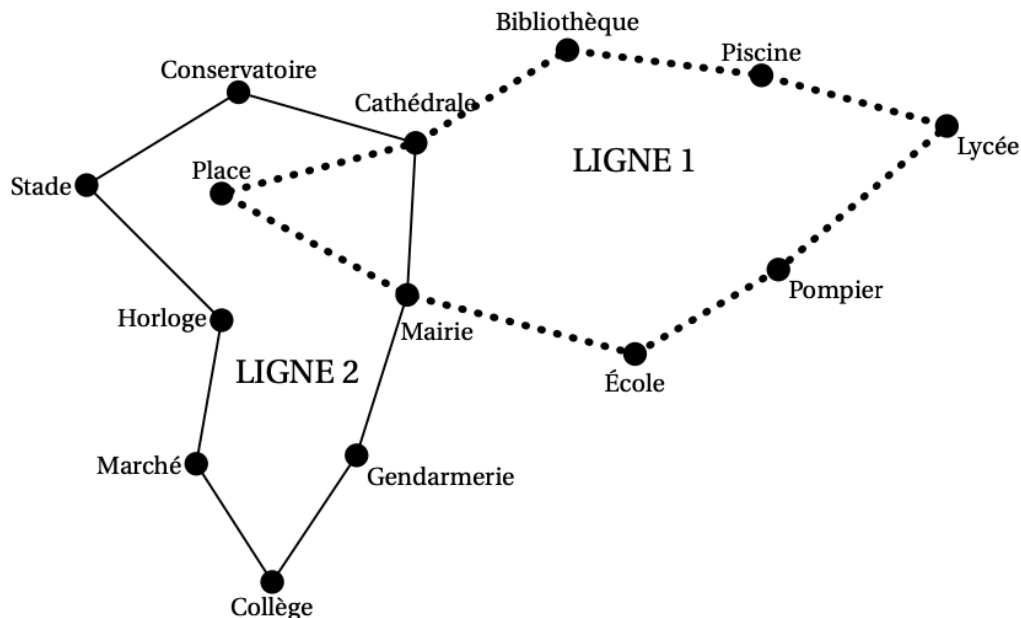 Bibliothèque
Piscine
Conservatoire
Cathédrale
Lycée
LIGNE 1
Place
Stade
Pompier
Horloge
Mairie
LIGNE 2
École
Marché
Gendarmerie
Collège